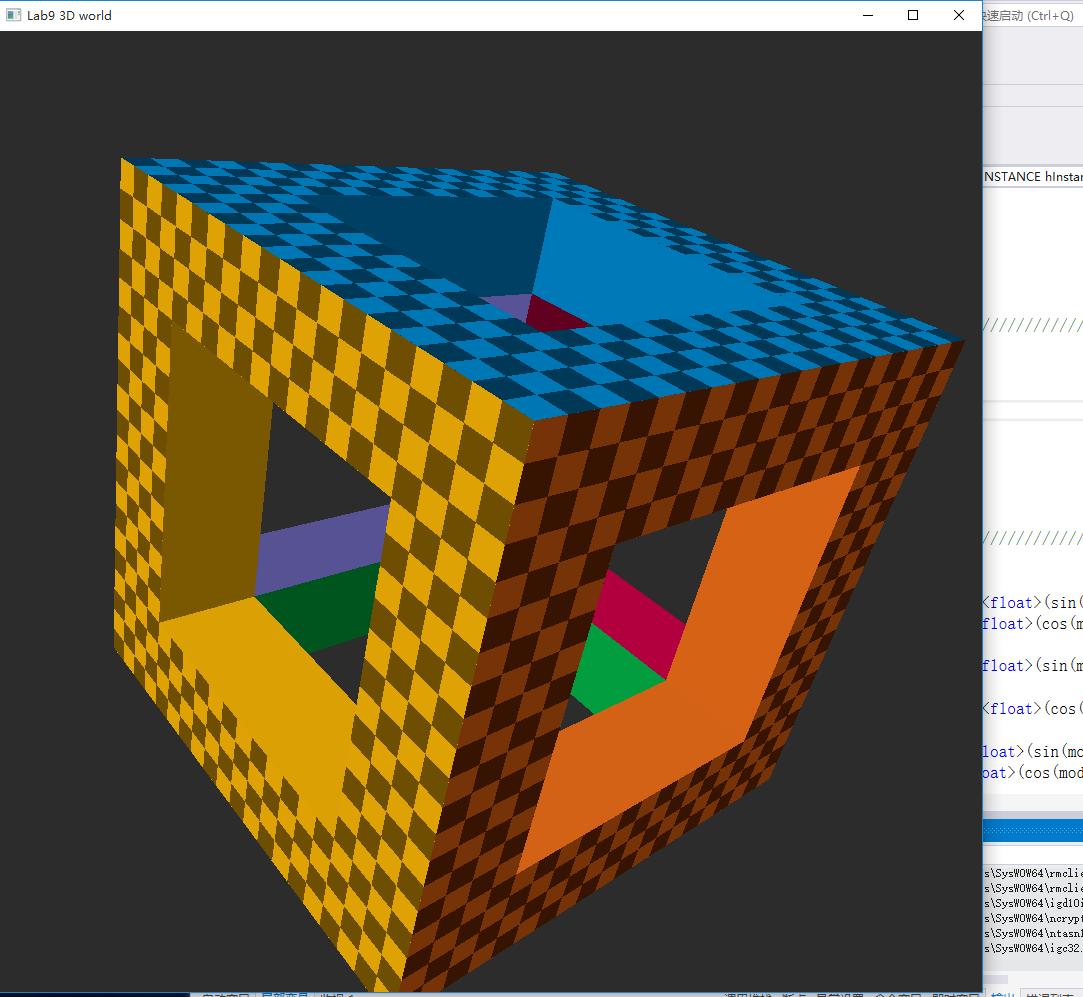 Lab9 3D world
速启动 (Ctrl+Q)
NSTANCE hInstar
////////////
////////////
<float>(sin(
float>(cos(m
float>(sin(m
<float>(cos(
loat>(sin(mo
oat>(cos(mod
s\SysWOW64\rmclie
s\SysWOW64\rmclie
s\SysWOW64\igd10i
s\SysWOW64\ncrypt
s\SysWOW64\ntasn1
s\SysWOW64\igc32.